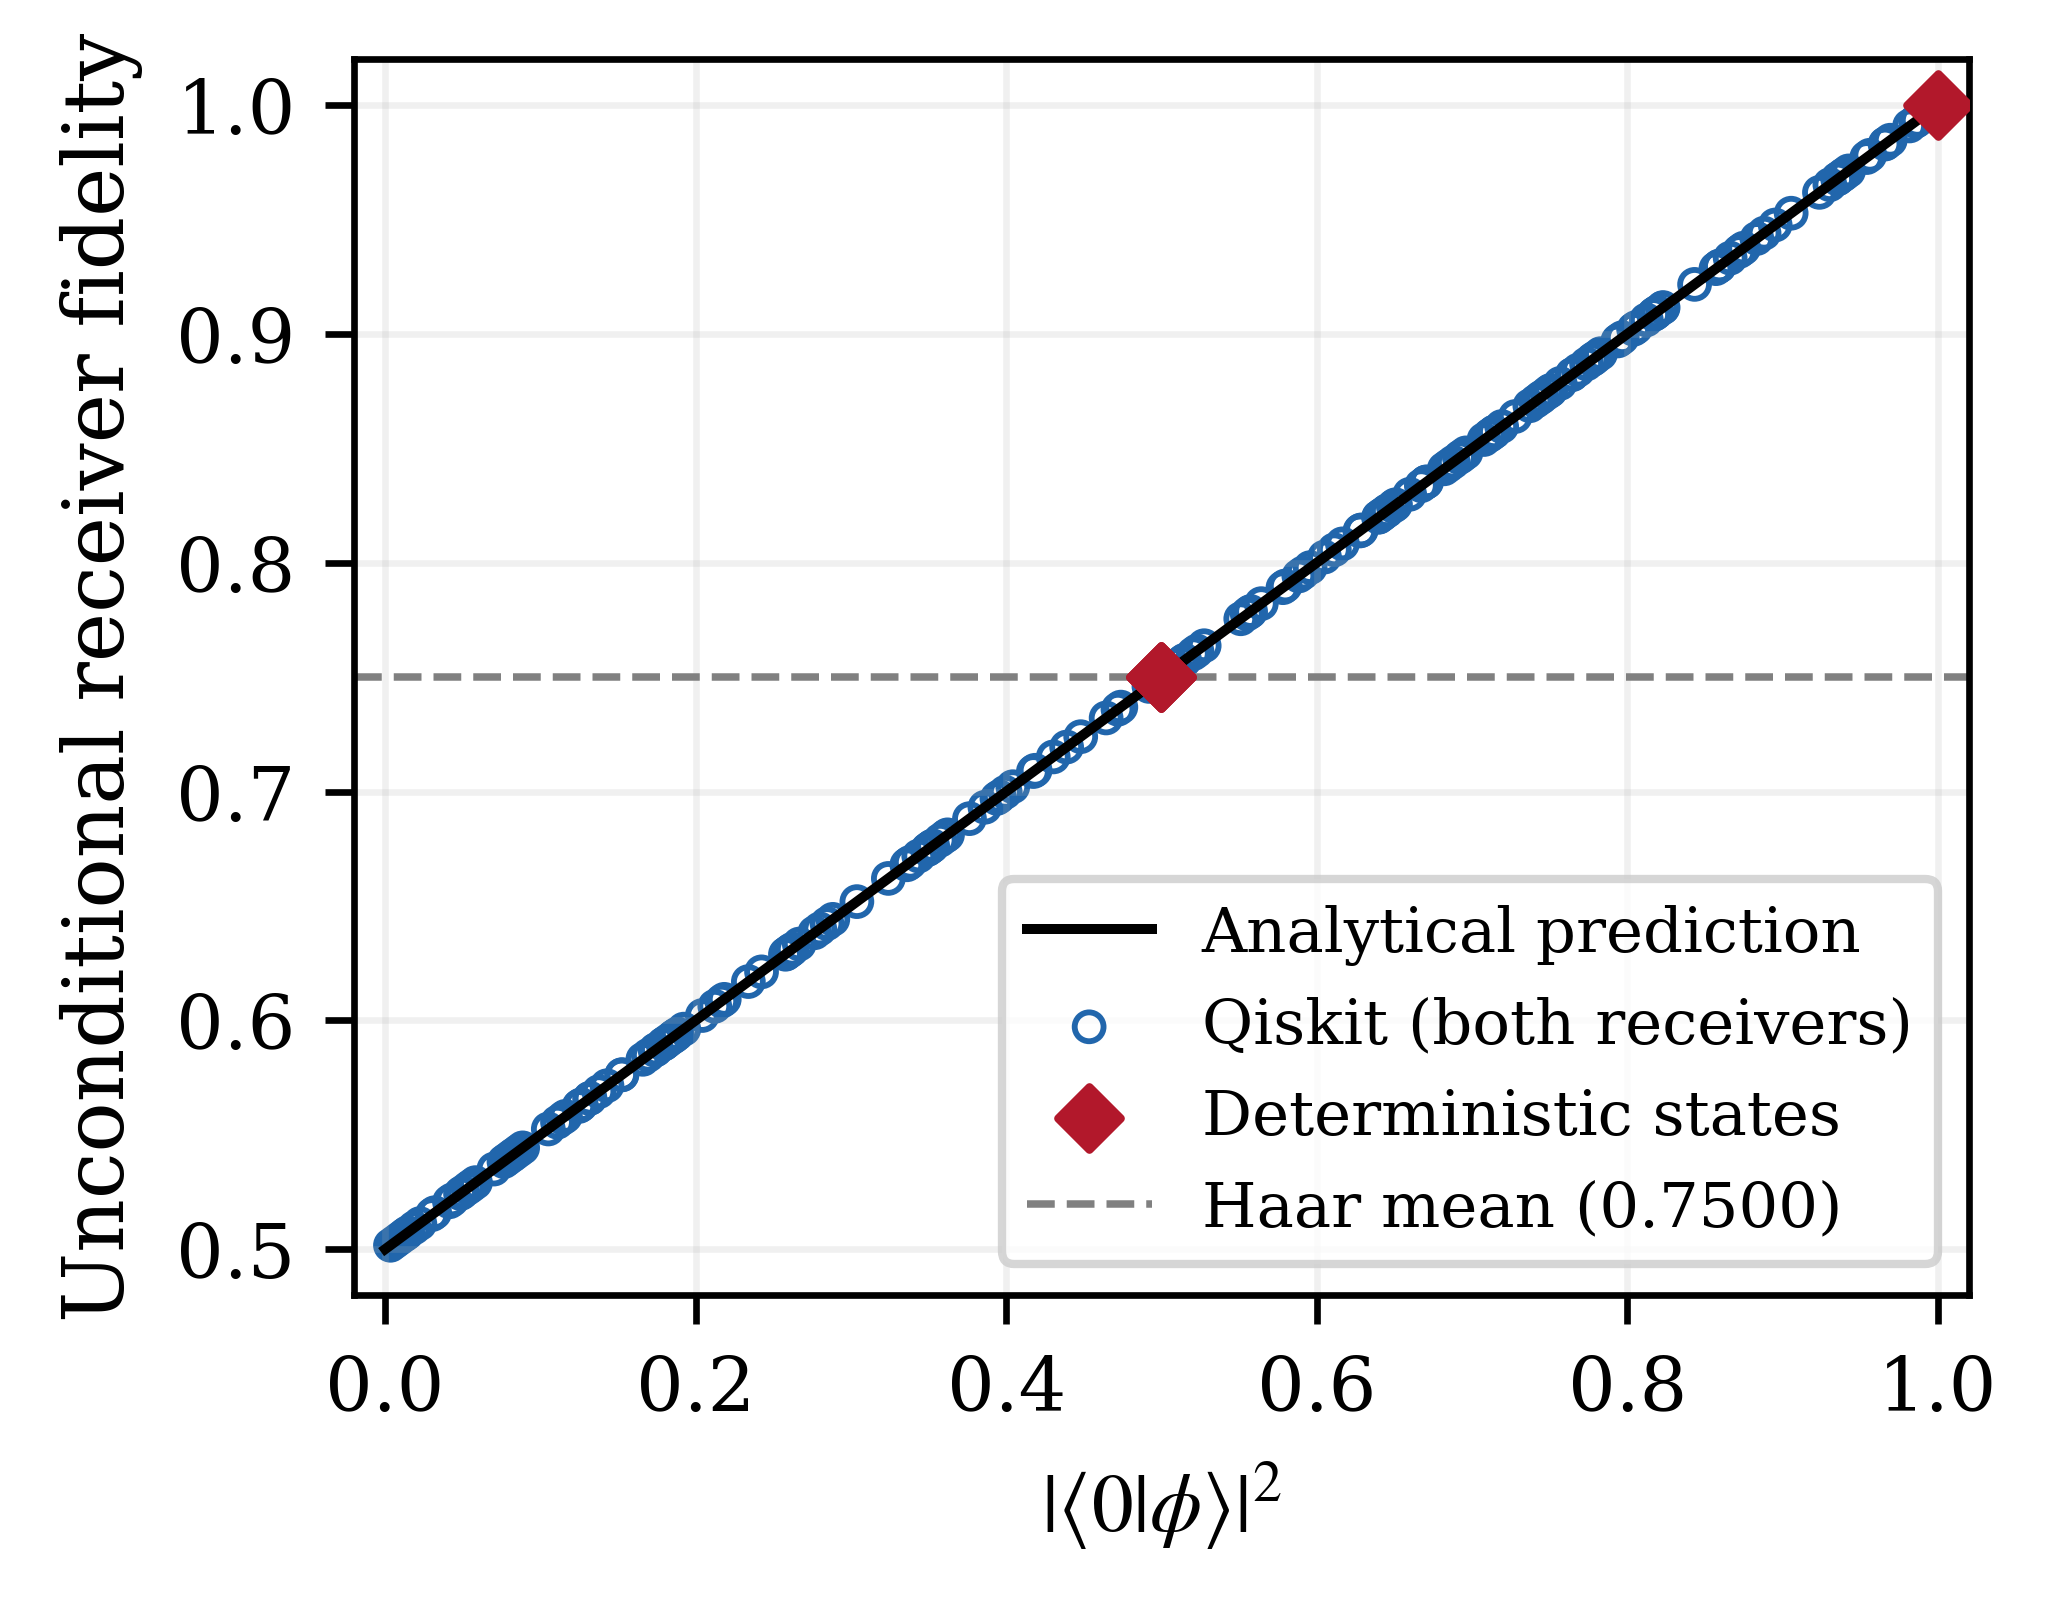 Unconditional receiver fidelity
1.0
0.9
0.8
0.7
0.6
0.5
Analytical prediction
Qiskit (both receivers)
Deterministic states
Haar mean (0.7500)
0.0 0.2 0.4 0.6 0.8 1.0
|⟨0|ϕ⟩|²